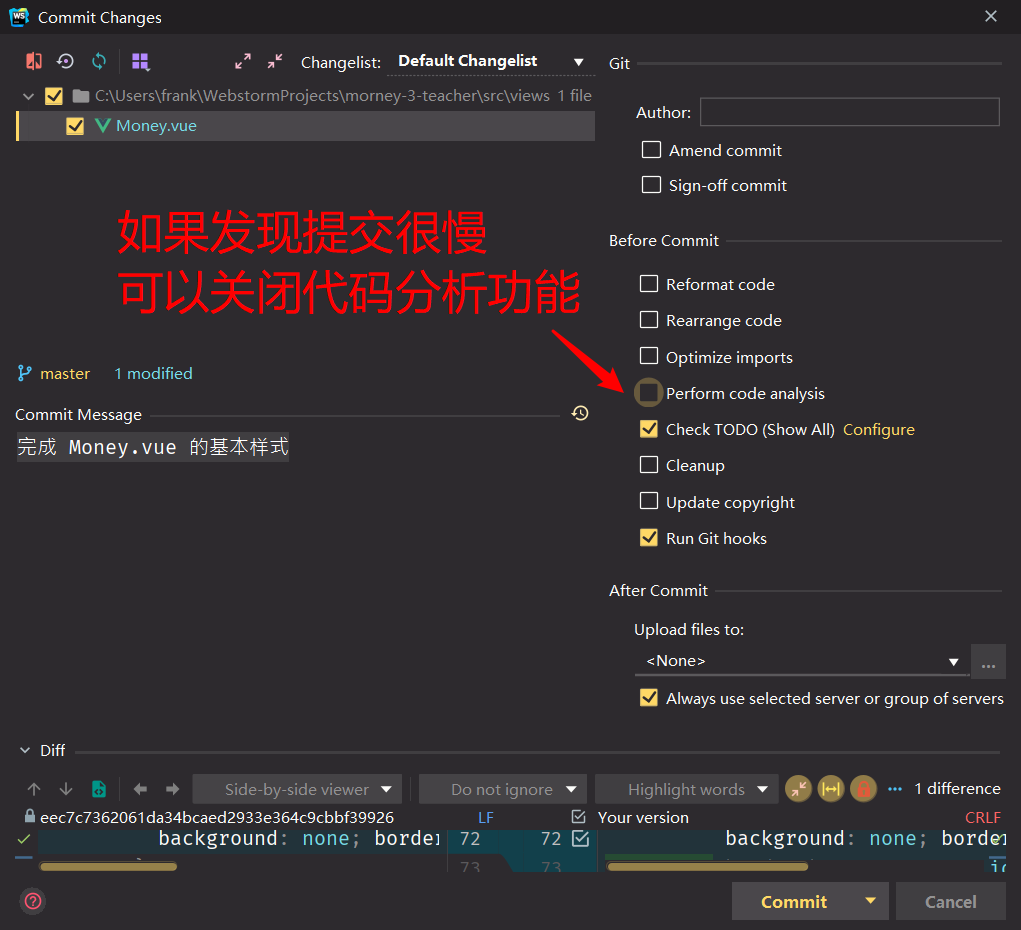 Commit Changes
Changelist: Default Changelist
C:\Users\frank\WebstormProjects\morney-3-teacher\src\views 1 file
Money.vue
如果发现提交很慢
可以关闭代码分析功能
master 1 modified
Commit Message
完成 Money.vue 的基本样式
Git
Author:
Amend commit
Sign-off commit
Before Commit
Reformat code
Rearrange code
Optimize imports
Perform code analysis
Check TODO (Show All) Configure
Cleanup
Update copyright
Run Git hooks
After Commit
Upload files to:
<None>
...
Always use selected server or group of servers
Diff
Side-by-side viewer Do not ignore Highlight words 1 difference
eec7c7362061da34bcaed2933e364c9cbbf39926 LF Your version CRLF
background: none; border 72 72 background: none; border
73 73
Commit Cancel